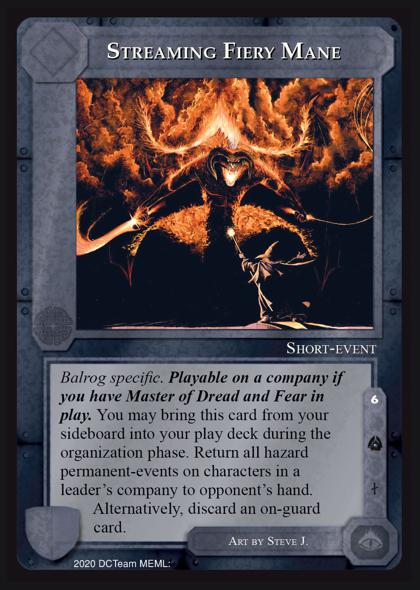 Streaming Fiery Mane
Short-event
Balrog specific. Playable on a company if
you have Master of Dread and Fear in
play. You may bring this card from your
sideboard into your play deck during the
organization phase. Return all hazard
permanent-events on characters in a
leader's company to opponent's hand.
Alternatively, discard an on-guard
card.
6
Art by Steve J.
2020 DCTeam MEML: